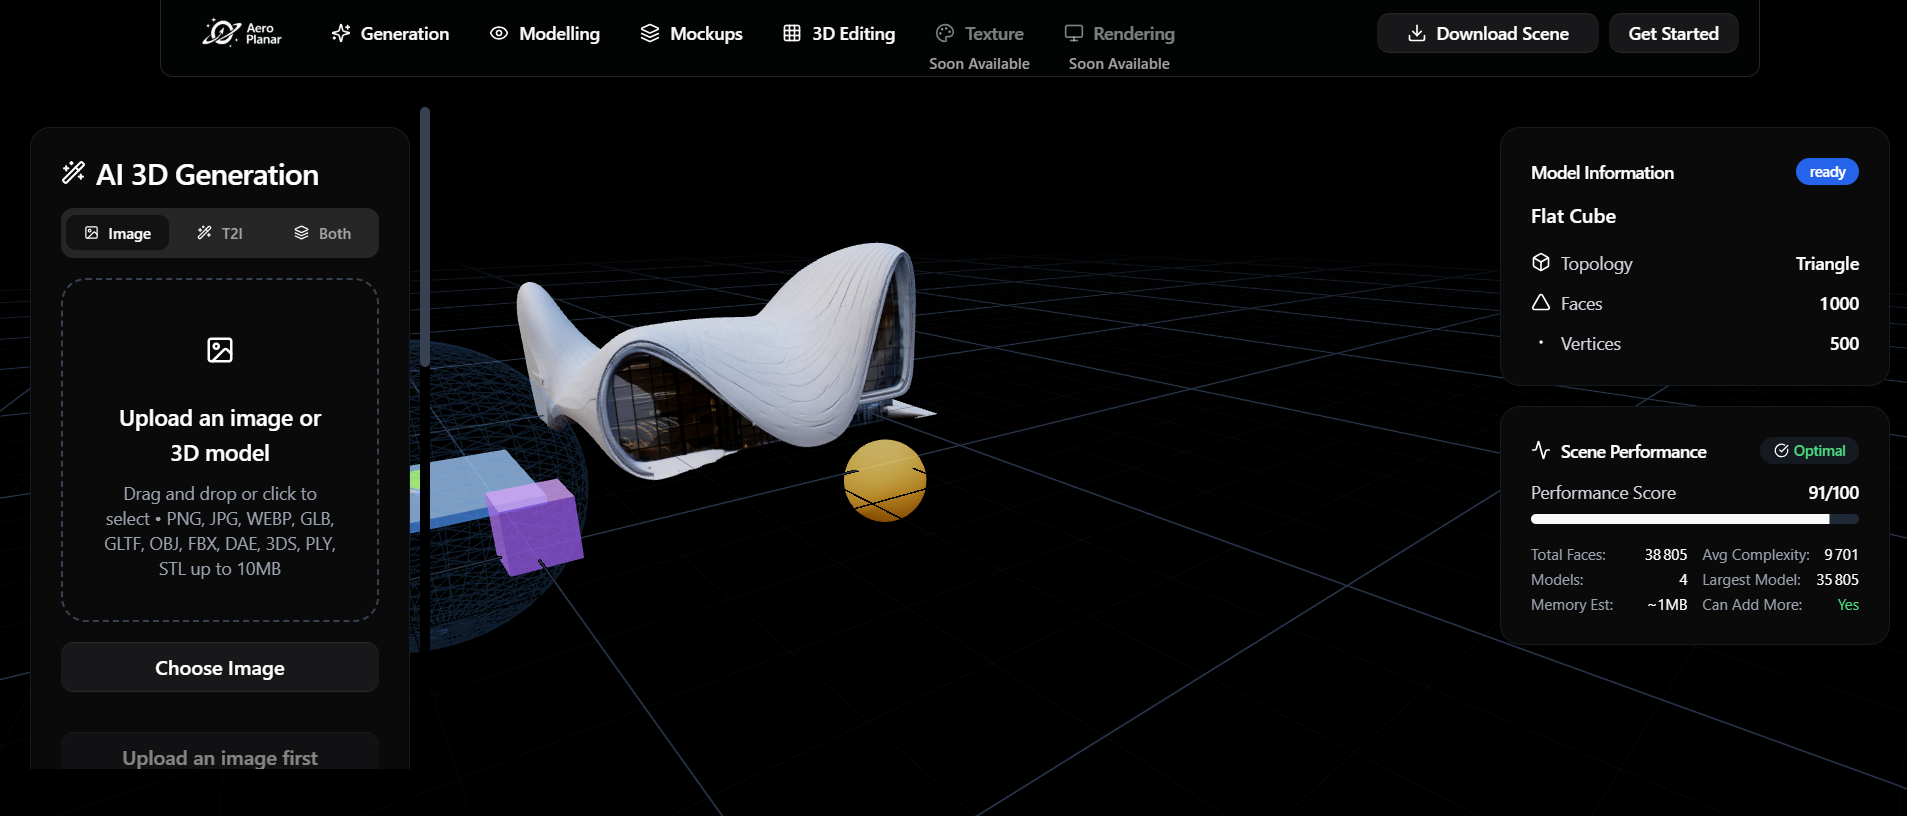 Aero
Planar
Generation
Modelling
Mockups
3D Editing
Texture
Soon Available
Rendering
Soon Available
Download Scene
Get Started
AI 3D Generation
Image
T2I
Both
Upload an image or
3D model
Drag and drop or click to
select • PNG, JPG, WEBP, GLB,
GLTF, OBJ, FBX, DAE, 3DS, PLY,
STL up to 10MB
Choose Image
Upload an image first
Model Information
ready
Flat Cube
Topology Triangle
Faces 1000
Vertices 500
Scene Performance
Optimal
Performance Score 91/100
Total Faces: 38 805 Avg Complexity: 9 701
Models: 4 Largest Model: 35 805
Memory Est: ~1MB Can Add More: Yes